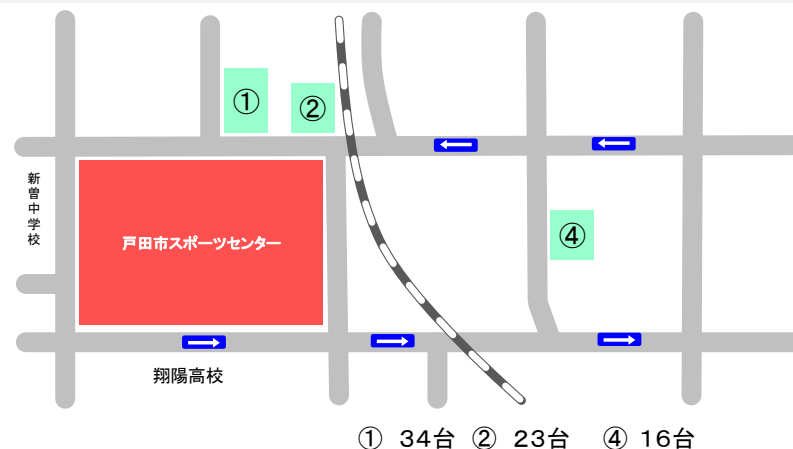 ①
②
新曽中学校
戸田市スポーツセンター
④
翔陽高校
① 34台 ② 23台 ④ 16台